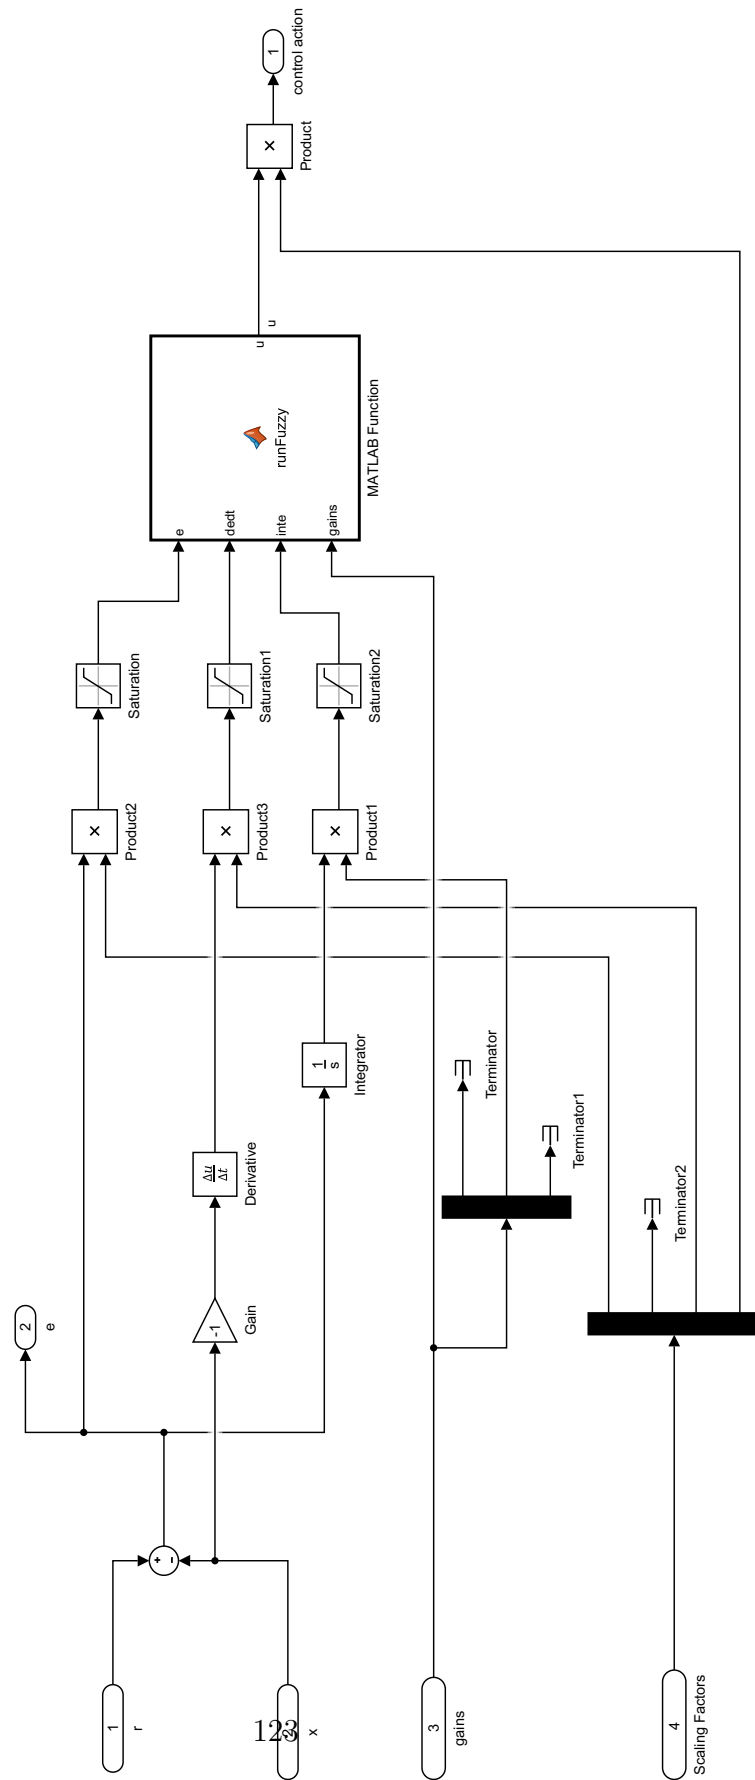 1
r
2
x
3
gains
4
Scaling Factors
+
-
2
e
-1
Gain
Δu
Δt
Derivative
1
s
Integrator
Terminator
Terminator1
Terminator2
×
Product2
×
Product3
×
Product1
Saturation
Saturation1
Saturation2
e
dedt
inte
gains
runFuzzy
u
MATLAB Function
u
×
Product
1
control action
123